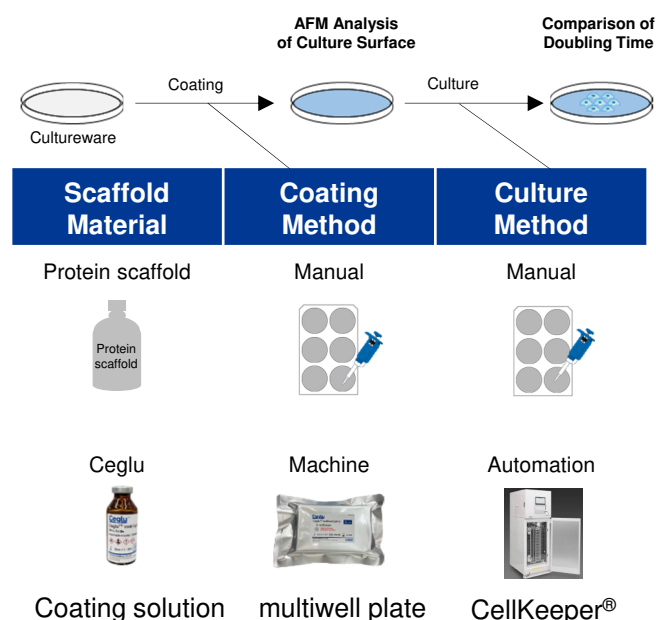 AFM Analysis
of Culture Surface
Comparison of
Doubling Time
Coating
Culture
Cultureware
Scaffold
Material
Coating
Method
Culture
Method
Protein scaffold
Manual
Manual
Protein
scaffold
Ceglu
Machine
Automation
Ceglu
Coating solution
multiwell plate
CellKeeper®